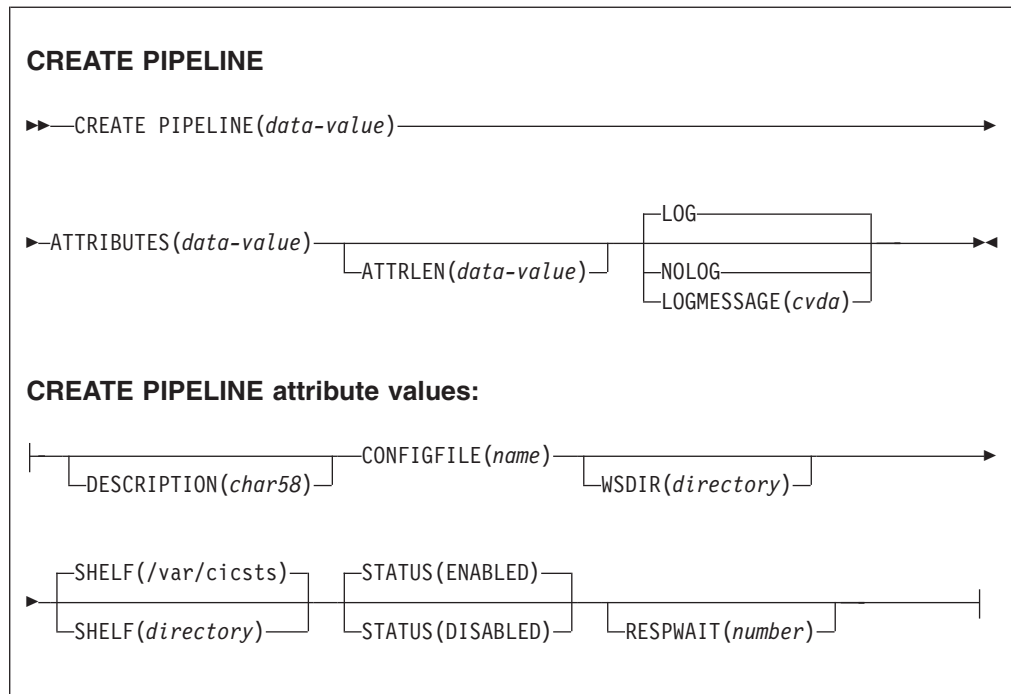 CREATE PIPELINE
CREATE PIPELINE(data-value)
LOG
ATTRIBUTES(data-value)
ATTRLEN(data-value)
NOLOG
LOGMESSAGE(cvda)
CREATE PIPELINE attribute values:
CONFIGFILE(name)
DESCRIPTION(char58)
WSDIR(directory)
SHELF(/var/cicsts)
STATUS(ENABLED)
SHELF(directory)
STATUS(DISABLED)
RESPWAIT(number)